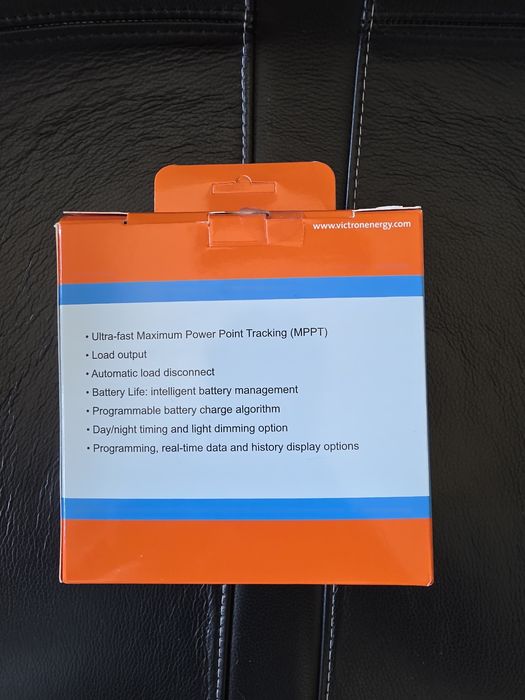 www.victronenergy.com
• Ultra-fast Maximum Power Point Tracking (MPPT)
• Load output
• Automatic load disconnect
• Battery Life: intelligent battery management
• Programmable battery charge algorithm
• Day/night timing and light dimming option
• Programming, real-time data and history display options